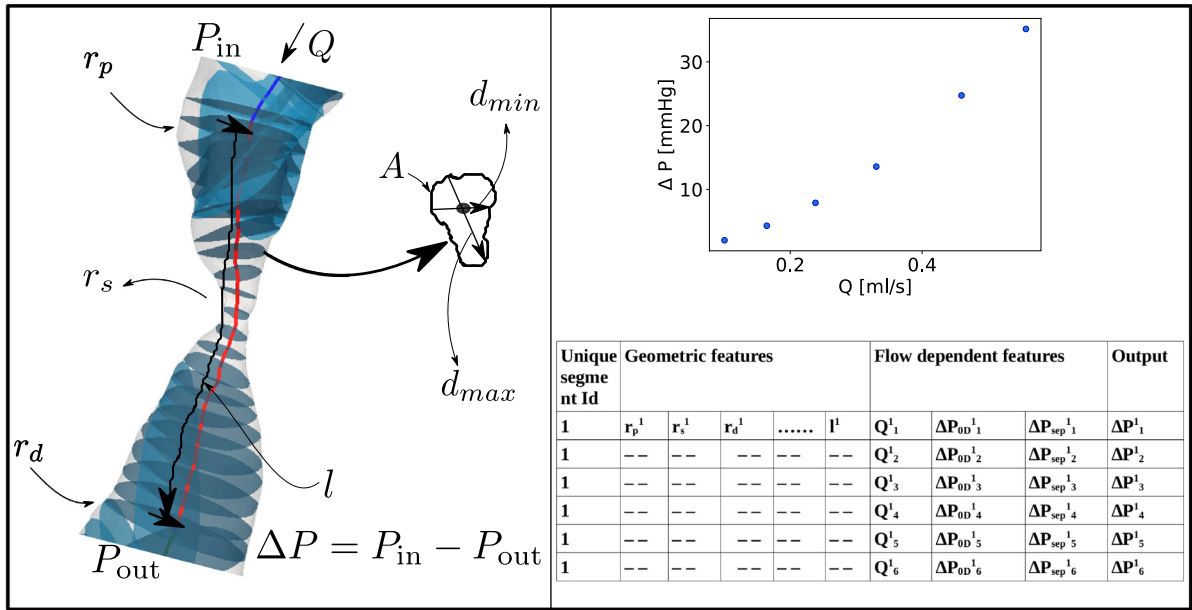 P_in
Q
r_p
d_min
A
r_s
d_max
r_d
l
P_out
ΔP = P_in − P_out
Δ P [mmHg]
30
20
10
0.2 0.4
Q [ml/s]
Unique segme nt Id Geometric features Flow dependent features Output
1 r_p^1 r_s^1 r_d^1 ...... l^1 Q^1_1 ΔP_0D^1_1 ΔP_sep^1_1 ΔP^1_1
1 −− −− −− −− −− Q^1_2 ΔP_0D^1_2 ΔP_sep^1_2 ΔP^1_2
1 −− −− −− −− −− Q^1_3 ΔP_0D^1_3 ΔP_sep^1_3 ΔP^1_3
1 −− −− −− −− −− Q^1_4 ΔP_0D^1_4 ΔP_sep^1_4 ΔP^1_4
1 −− −− −− −− −− Q^1_5 ΔP_0D^1_5 ΔP_sep^1_5 ΔP^1_5
1 −− −− −− −− −− Q^1_6 ΔP_0D^1_6 ΔP_sep^1_6 ΔP^1_6